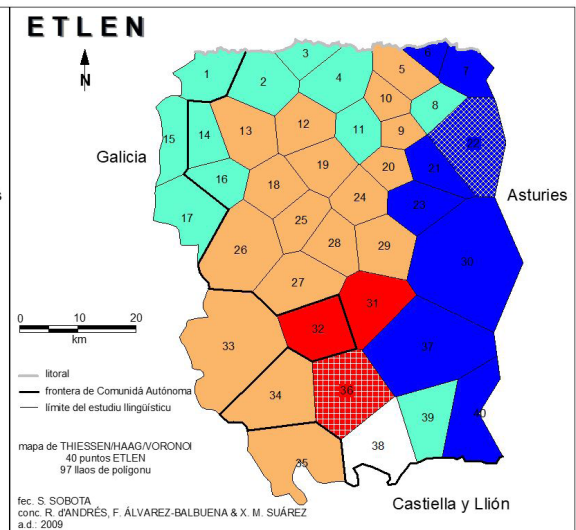 ETLEN
N
3
6
7
1
2
4
5
10
8
12
11
9
15
14
13
22
Galicia
19
20
21
16
18
Asturies
24
23
17
25
28
29
26
30
27
31
32
0 10 20
km
33
37
litoral
frontera de Comunidá Autónoma
límite del estudiu llingüísticu
34
36
39
40
38
mapa de THIESSEN/HAAG/VORONOI
40 puntos ETLEN
97 llaos de polígonu
35
fec. S. SOBOTA
conc. R. d'ANDRÉS, F. ÁLVAREZ-BALBUENA & X. M. SUÁREZ
a.d.: 2009
Castiella y Llión